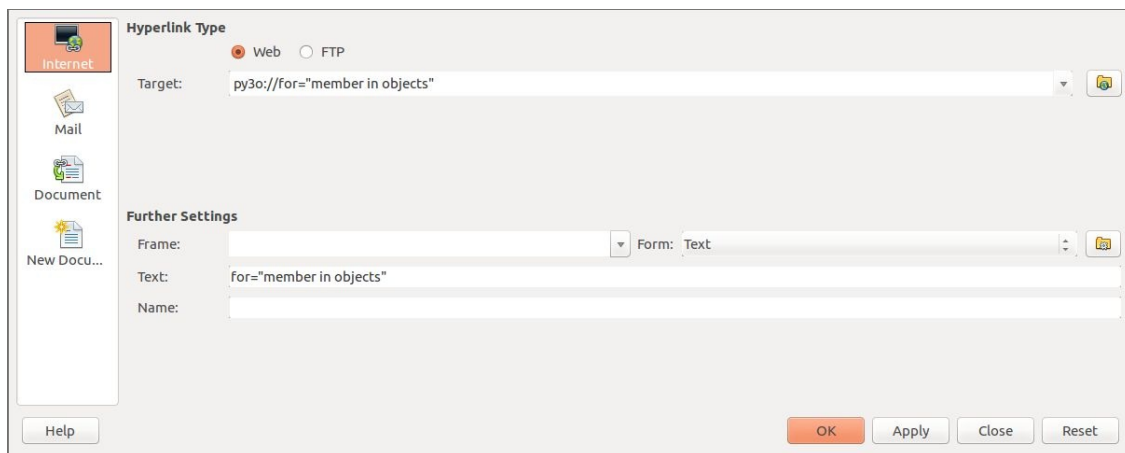 Internet
Mail
Document
New Docu...
Hyperlink Type
Web FTP
Target: py3o://for="member in objects"
Further Settings
Frame: Form: Text
Text: for="member in objects"
Name:
Help OK Apply Close Reset